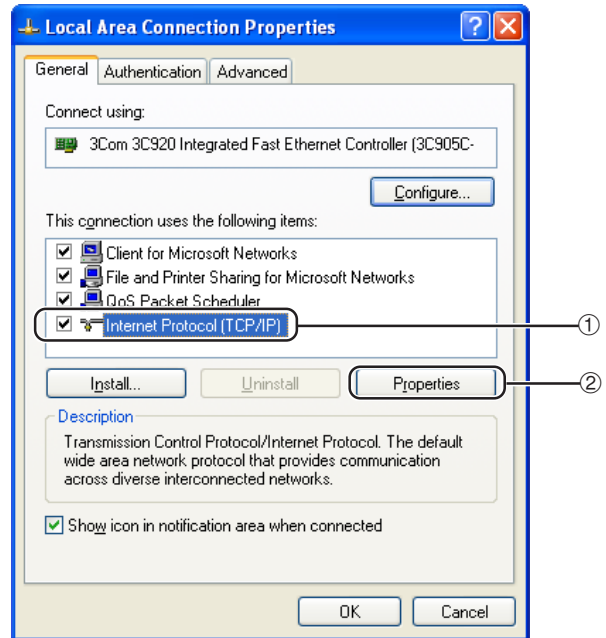 Local Area Connection Properties
General Authentication Advanced
Connect using:
3Com 3C920 Integrated Fast Ethernet Controller (3C905C-
Configure...
This connection uses the following items:
Client for Microsoft Networks
File and Printer Sharing for Microsoft Networks
QoS Packet Scheduler
Internet Protocol (TCP/IP)
①
Install... Uninstall Properties
②
Description
Transmission Control Protocol/Internet Protocol. The default
wide area network protocol that provides communication
across diverse interconnected networks.
Show icon in notification area when connected
OK Cancel